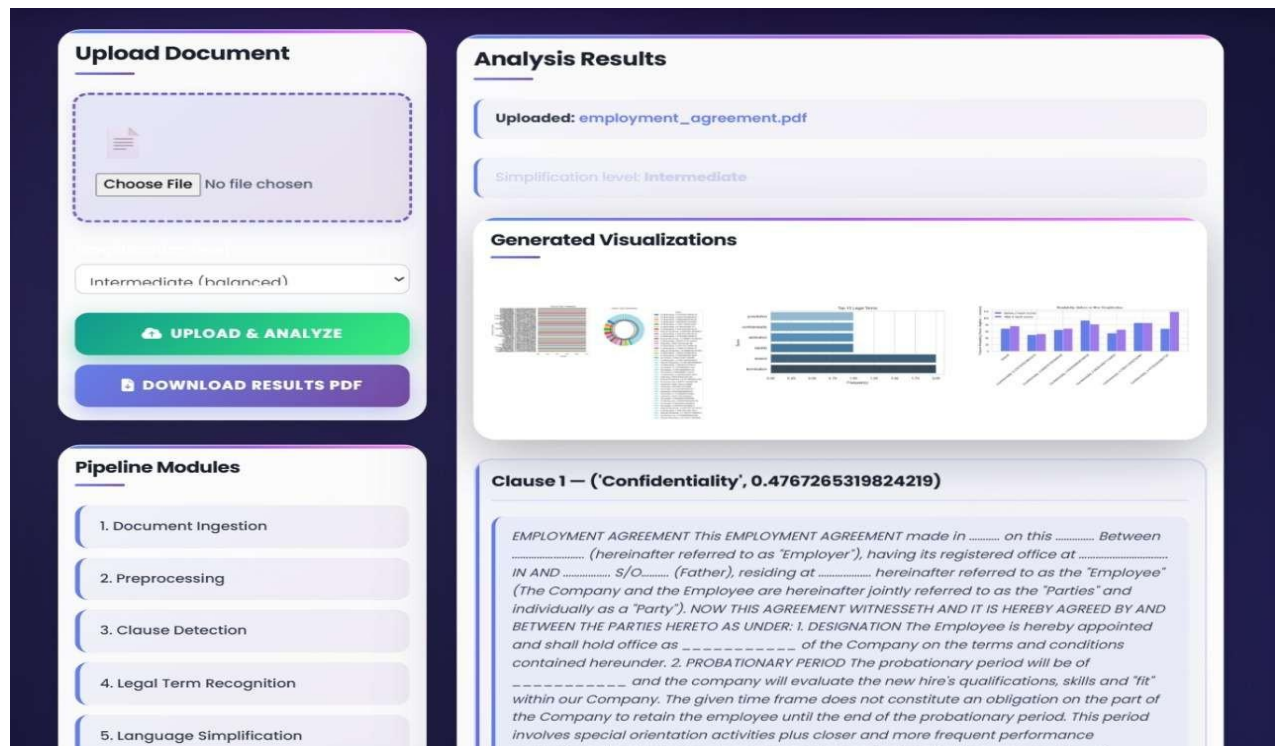 Upload Document
Choose File No file chosen
Intermediate (balanced)
UPLOAD & ANALYZE
DOWNLOAD RESULTS PDF
Pipeline Modules
1. Document Ingestion
2. Preprocessing
3. Clause Detection
4. Legal Term Recognition
5. Language Simplification
Analysis Results
Uploaded: employment_agreement.pdf
Simplification level: Intermediate
Generated Visualizations
Top 10 Legal Terms
Frequency
Clause 1 — ('Confidentiality', 0.4767265319824219)
EMPLOYMENT AGREEMENT This EMPLOYMENT AGREEMENT made in .......... on this ............. Between
........................ (hereinafter referred to as "Employer"), having its registered office at ..............................
IN AND ................ S/O......... (Father), residing at .................. hereinafter referred to as the "Employee"
(The Company and the Employee are hereinafter jointly referred to as the "Parties" and
individually as a "Party"). NOW THIS AGREEMENT WITNESSETH AND IT IS HEREBY AGREED BY AND
BETWEEN THE PARTIES HERETO AS UNDER: 1. DESIGNATION The Employee is hereby appointed
and shall hold office as ___________ of the Company on the terms and conditions
contained hereunder. 2. PROBATIONARY PERIOD The probationary period will be of
___________ and the company will evaluate the new hire's qualifications, skills and "fit"
within our Company. The given time frame does not constitute an obligation on the part of
the Company to retain the employee until the end of the probationary period. This period
involves special orientation activities plus closer and more frequent performance